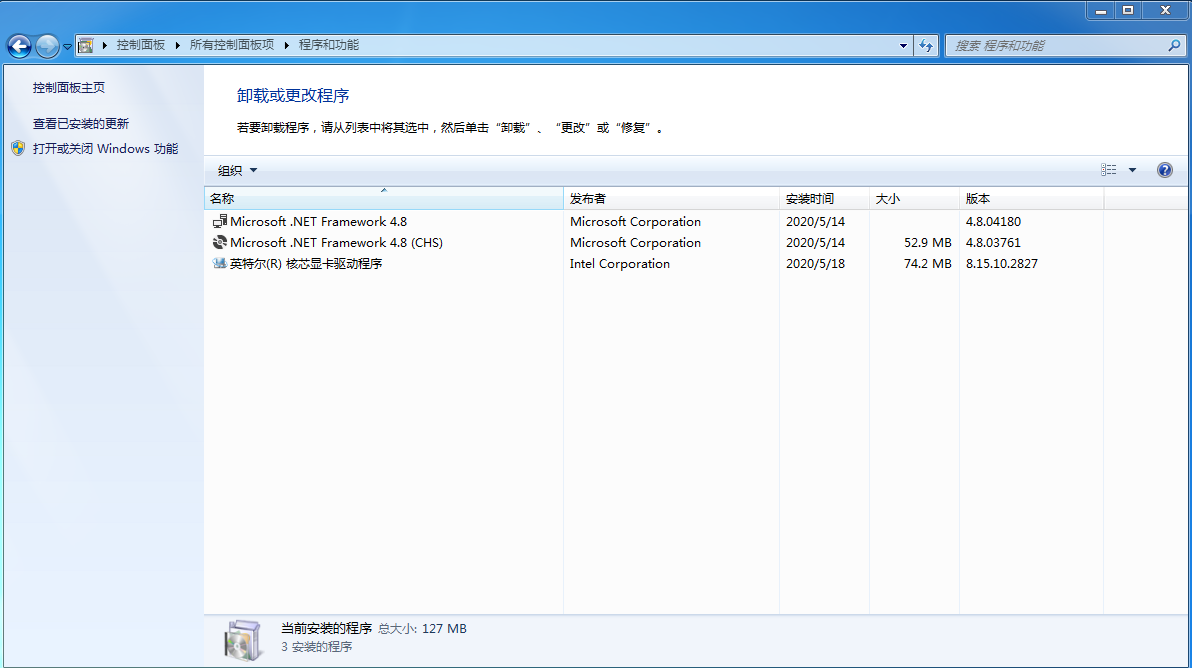 控制面板 所有控制面板项 程序和功能 搜索 程序和功能
控制面板主页
查看已安装的更新
打开或关闭 Windows 功能
卸载或更改程序
若要卸载程序，请从列表中将其选中，然后单击“卸载”、“更改”或“修复”。
组织
名称 发布者 安装时间 大小 版本
Microsoft .NET Framework 4.8 Microsoft Corporation 2020/5/14 4.8.04180
Microsoft .NET Framework 4.8 (CHS) Microsoft Corporation 2020/5/14 52.9 MB 4.8.03761
英特尔(R) 核芯显卡驱动程序 Intel Corporation 2020/5/18 74.2 MB 8.15.10.2827
当前安装的程序 总大小: 127 MB
3 安装的程序